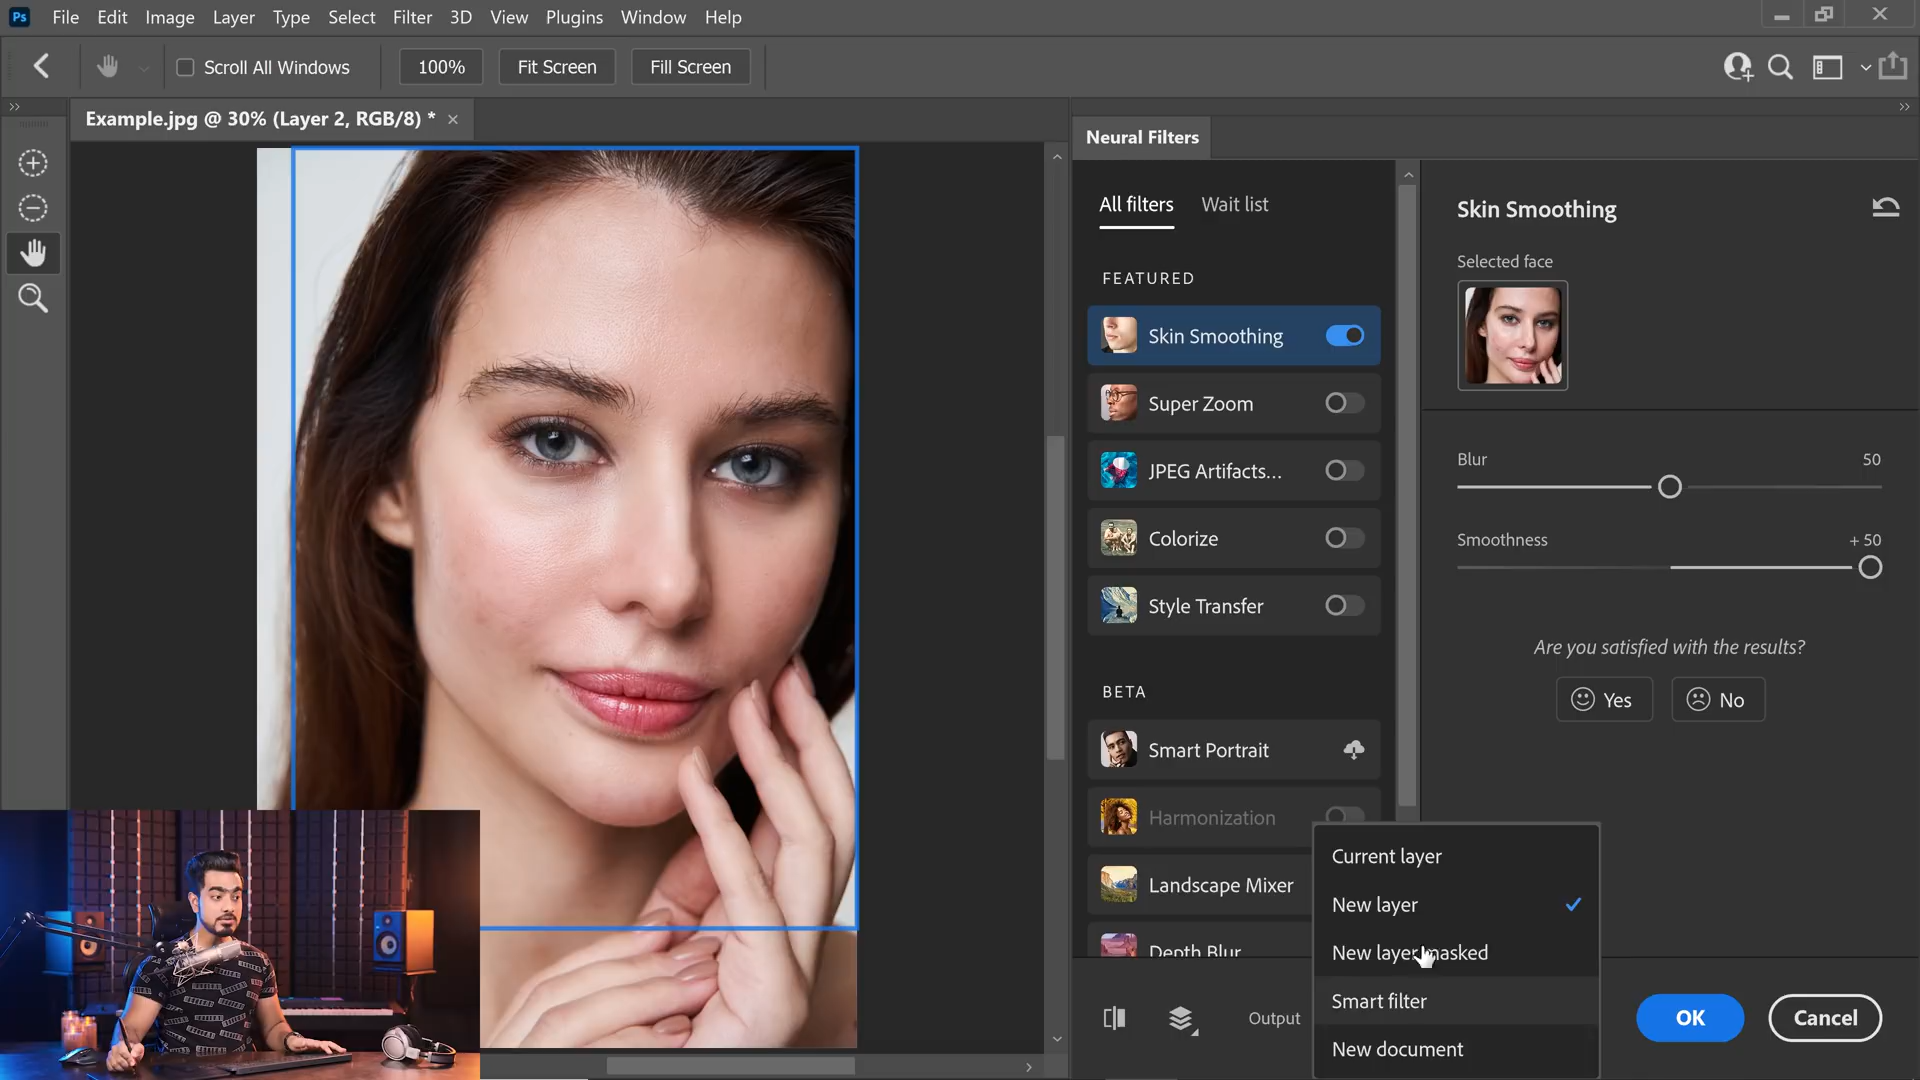 Ps File Edit Image Layer Type Select Filter 3D View Plugins Window Help
Scroll All Windows 100% Fit Screen Fill Screen
Example.jpg @ 30% (Layer 2, RGB/8) * ×
Neural Filters
All filters Wait list
FEATURED
Skin Smoothing
Super Zoom
JPEG Artifacts...
Colorize
Style Transfer
BETA
Smart Portrait
Harmonization
Landscape Mixer
Depth Blur
Skin Smoothing
Selected face
Blur 50
Smoothness + 50
Are you satisfied with the results?
Yes No
Current layer
New layer
New layer masked
Smart filter
New document
Output
OK Cancel